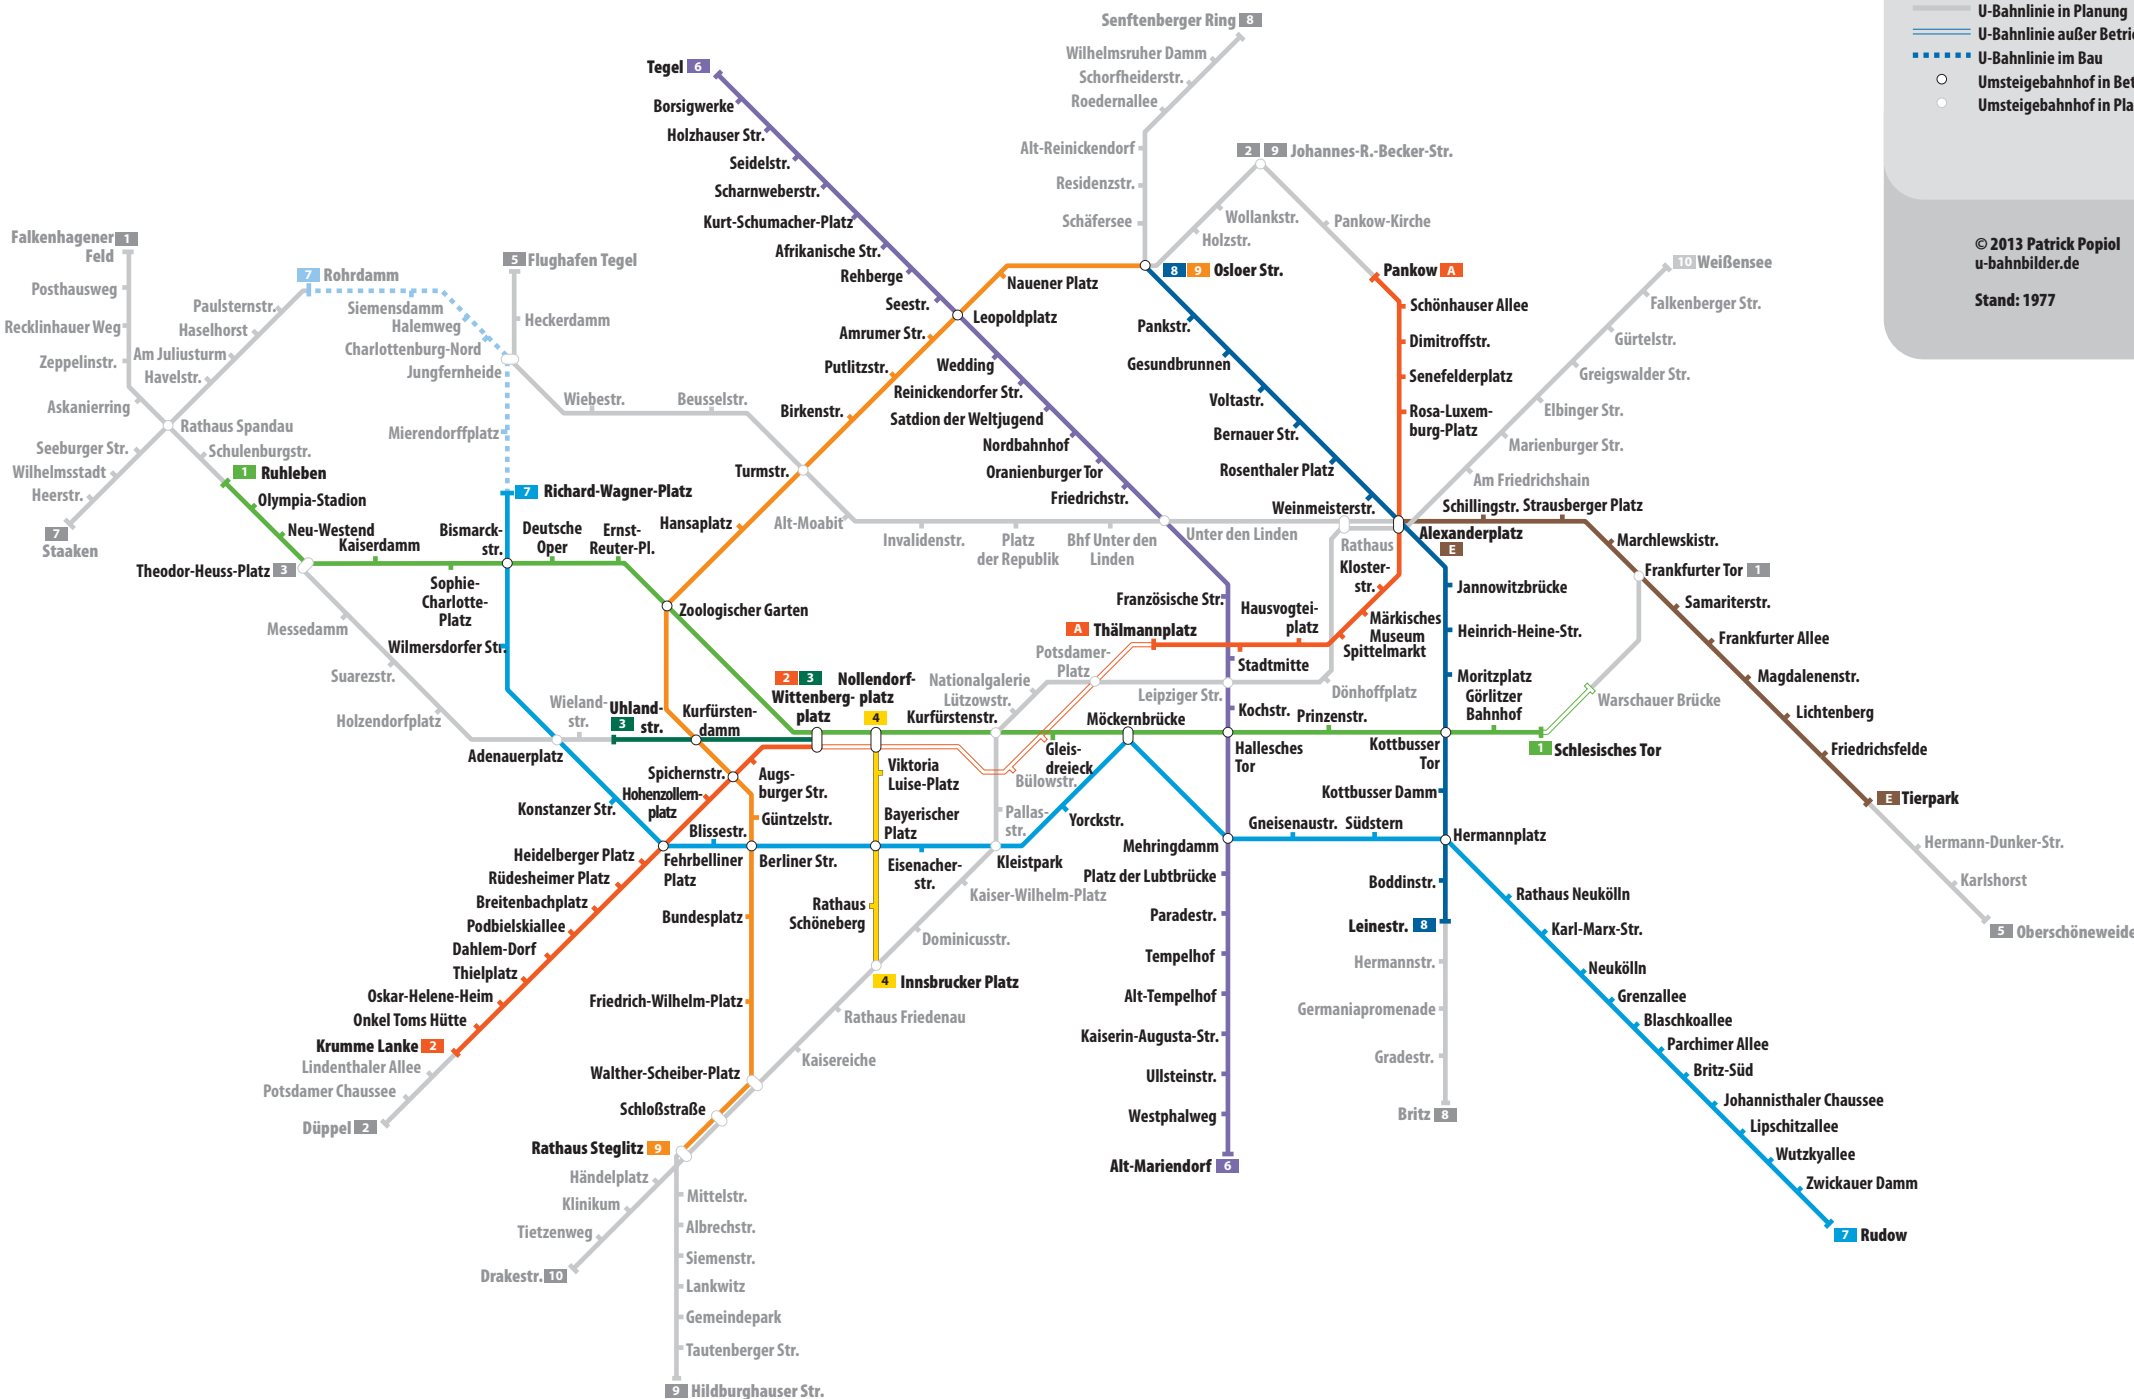 U-Bahnlinie in Planung
U-Bahnlinie außer Betrie
U-Bahnlinie im Bau
Umsteigebahnhof in Bet
Umsteigebahnhof in Pla
© 2013 Patrick Popiol
u-bahnbilder.de
Stand: 1977
Senftenberger Ring 8
Wilhelmsruher Damm
Schorfheiderstr.
Roedernallee
Alt-Reinickendorf
Residenzstr.
Schäfersee
Tegel 6
Borsigwerke
Holzhauser Str.
Seidelstr.
Scharnweberstr.
Kurt-Schumacher-Platz
Afrikanische Str.
Rehberge
Seestr.
Leopoldplatz
Wedding
Reinickendorfer Str.
Satdion der Weltjugend
Nordbahnhof
Oranienburger Tor
Friedrichstr.
Unter den Linden
Französische Str.
Stadtmitte
Leipziger Str.
Kochstr.
Hallesches
Tor
Mehringdamm
Platz der Lubtbrücke
Paradestr.
Tempelhof
Alt-Tempelhof
Kaiserin-Augusta-Str.
Ullsteinstr.
Westphalweg
Alt-Mariendorf 6
2 9 Johannes-R.-Becker-Str.
Wollankstr.
Holzstr.
Pankow-Kirche
8 9 Osloer Str.
Nauener Platz
Amrumer Str.
Putlitzstr.
Birkenstr.
Turmstr.
Hansaplatz
Zoologischer Garten
Kurfürsten-
damm
Spichernstr.
Güntzelstr.
Berliner Str.
Bundesplatz
Friedrich-Wilhelm-Platz
Walther-Scheiber-Platz
Schloßstraße
Rathaus Steglitz 9
Pankstr.
Gesundbrunnen
Voltastr.
Bernauer Str.
Rosenthaler Platz
Weinmeisterstr.
Alexanderplatz
E
Jannowitzbrücke
Heinrich-Heine-Str.
Moritzplatz
Kottbusser
Tor
Kottbusser Damm
Hermannplatz
Boddinstr.
Leinestr. 8
Hermannstr.
Germaniapromenade
Gradestr.
Britz 8
Pankow A
Schönhauser Allee
Dimitroffstr.
Senefelderplatz
Rosa-Luxem-
burg-Platz
Kloster-
str.
Märkisches
Museum
Spittelmarkt
Hausvogtei-
platz
A Thälmannplatz
Potsdamer-
Platz
10 Weißensee
Falkenberger Str.
Gürtelstr.
Greigswalder Str.
Elbinger Str.
Marienburger Str.
Am Friedrichshain
Rathaus
Dönhoffplatz
Nationalgalerie
Lützowstr.
Schillingstr.
Strausberger Platz
Marchlewskistr.
Frankfurter Tor 1
Samariterstr.
Frankfurter Allee
Magdalenenstr.
Lichtenberg
Friedrichsfelde
E Tierpark
Hermann-Dunker-Str.
Karlshorst
5 Oberschöneweide
Falkenhagener 1
Feld
Posthausweg
Recklinhauer Weg
Zeppelinstr.
Askanierring
Rathaus Spandau
Schulenburgstr.
Seeburger Str.
Wilhelmsstadt
Heerstr.
7
Staaken
7 Rohrdamm
Paulsternstr.
Haselhorst
Am Juliusturm
Havelstr.
Siemensdamm
Halemweg
Charlottenburg-Nord
Jungfernheide
Mierendorffplatz
5 Flughafen Tegel
Heckerdamm
Wiebestr.
Beusselstr.
Alt-Moabit
Invalidenstr.
Platz
der Republik
Bhf Unter den
Linden
1 Ruhleben
Olympia-Stadion
Neu-Westend
Theodor-Heuss-Platz 3
Kaiserdamm
Sophie-
Charlotte-
Platz
Bismarck-
str.
Deutsche
Oper
Ernst-
Reuter-Pl.
7 Richard-Wagner-Platz
Wilmersdorfer Str.
Messedamm
Suarezstr.
Holzendorfplatz
Adenauerplatz
Wieland-
str.
Uhland-
3 str.
2 3
Wittenberg-
platz
Nollendorf-
platz
4
Kurfürstenstr.
Gleis-
dreieck
Bülowstr.
Möckernbrücke
Prinzenstr.
Görlitzer
Bahnhof
1 Schlesisches Tor
Warschauer Brücke
Konstanzer Str.
Fehrbelliner
Platz
Blissestr.
Bayerischer
Platz
Eisenacher-
str.
Kleistpark
Yorckstr.
Gneisenaustr.
Südstern
Rathaus Neukölln
Karl-Marx-Str.
Neukölln
Grenzallee
Blaschkoallee
Parchimer Allee
Britz-Süd
Johannisthaler Chaussee
Lipschitzallee
Wutzkyallee
Zwickauer Damm
7 Rudow
Augs-
burger Str.
Hohenzollern-
platz
Heidelberger Platz
Rüdesheimer Platz
Breitenbachplatz
Podbielskiallee
Dahlem-Dorf
Thielplatz
Oskar-Helene-Heim
Onkel Toms Hütte
Krumme Lanke 2
Lindenthaler Allee
Potsdamer Chaussee
Düppel 2
Viktoria
Luise-Platz
Rathaus
Schöneberg
4 Innsbrucker Platz
Pallas-
str.
Kaiser-Wilhelm-Platz
Dominicusstr.
Rathaus Friedenau
Kaisereiche
Händelplatz
Klinikum
Tietzenweg
Drakestr. 10
Mittelstr.
Albrechstr.
Siemenstr.
Lankwitz
Gemeindepark
Tautenberger Str.
9 Hildburghauser Str.